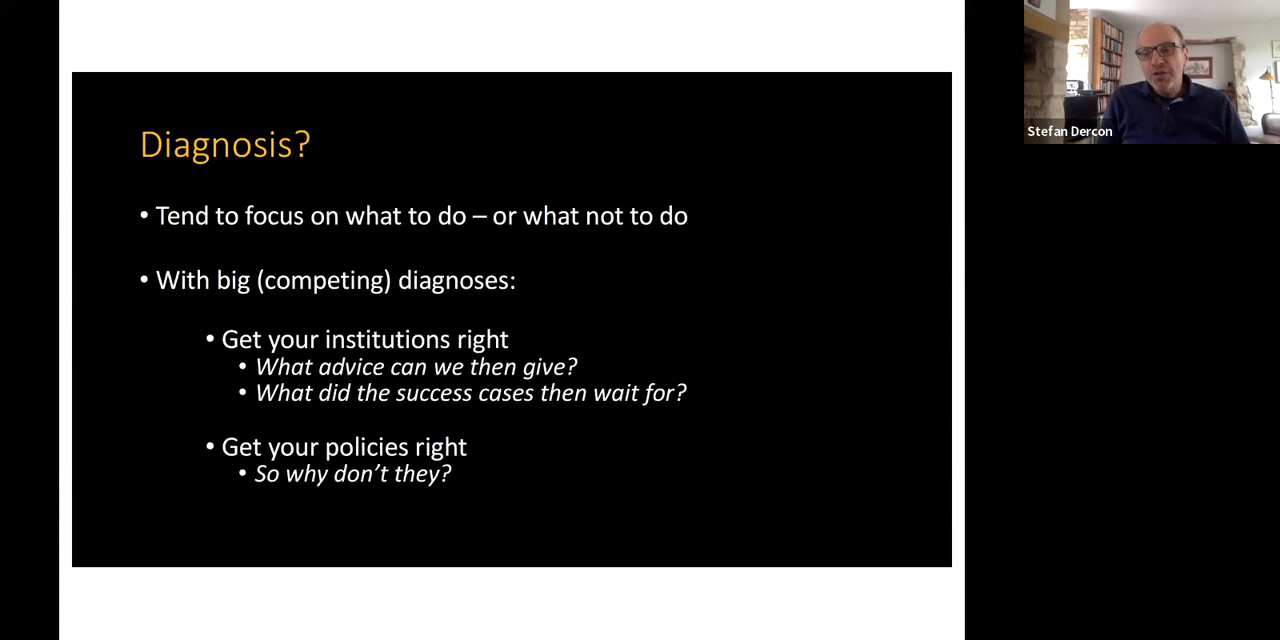 Diagnosis?
• Tend to focus on what to do – or what not to do
• With big (competing) diagnoses:
• Get your institutions right
• What advice can we then give?
• What did the success cases then wait for?
• Get your policies right
• So why don’t they?
Stefan Dercon